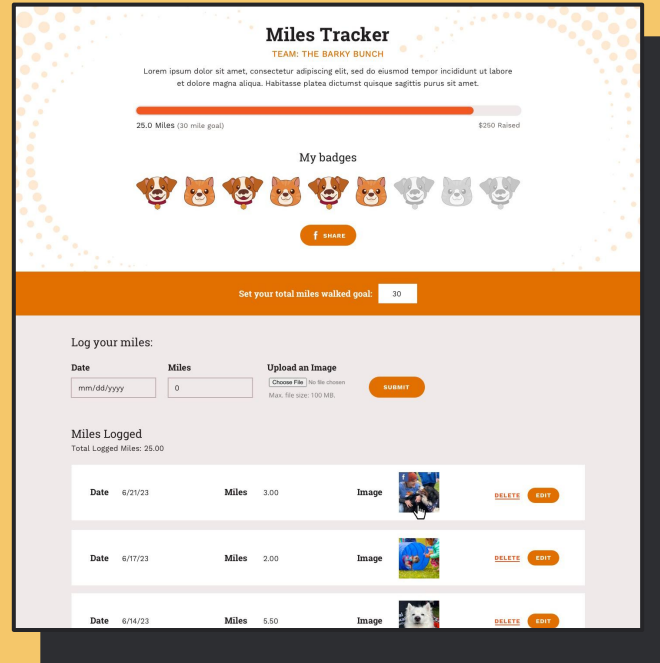 Miles Tracker
TEAM: THE BARKY BUNCH
Lorem ipsum dolor sit amet, consectetur adipiscing elit, sed do eiusmod tempor incididunt ut labore
et dolore magna aliqua. Habitasse platea dictumst quisque sagittis purus sit amet.
25.0 Miles (30 mile goal) $250 Raised
My badges
f SHARE
Set your total miles walked goal: 30
Log your miles:
Date Miles Upload an Image
mm/dd/yyyy 0 Choose File No file chosen SUBMIT
Max. file size: 100 MB.
Miles Logged
Total Logged Miles: 25.00
Date 6/21/23 Miles 3.00 Image DELETE EDIT
Date 6/17/23 Miles 2.00 Image DELETE EDIT
Date 6/14/23 Miles 5.50 Image DELETE EDIT